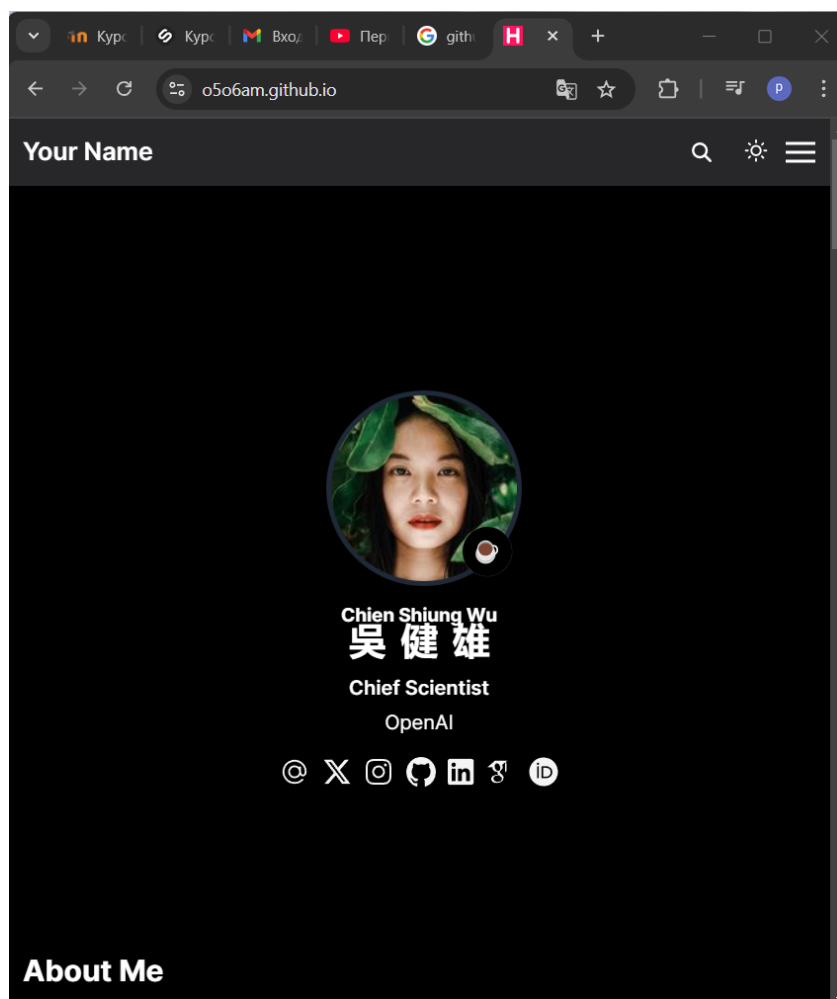 Курс
Курс
Вход
Пер
gith
H
o5o6am.github.io
P
Your Name
Chien Shiung Wu
吳健雄
Chief Scientist
OpenAI
About Me